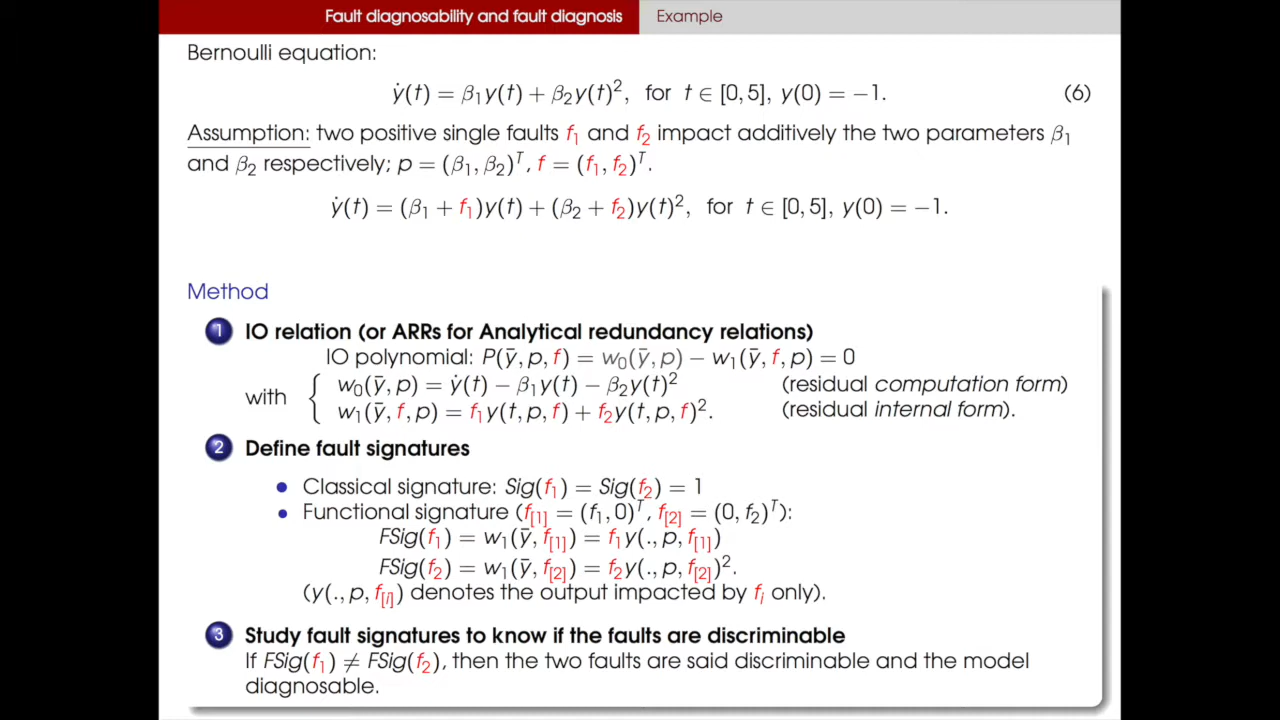 Fault diagnosability and fault diagnosis Example
Bernoulli equation:
ẏ(t) = β₁y(t) + β₂y(t)², for t ∈ [0, 5], y(0) = −1. (6)
Assumption: two positive single faults f₁ and f₂ impact additively the two parameters β₁
and β₂ respectively; p = (β₁, β₂)ᵀ, f = (f₁, f₂)ᵀ.
ẏ(t) = (β₁ + f₁)y(t) + (β₂ + f₂)y(t)², for t ∈ [0, 5], y(0) = −1.
Method
1 IO relation (or ARRs for Analytical redundancy relations)
IO polynomial: P(ȳ, p, f) = w₀(ȳ, p) − w₁(ȳ, f, p) = 0
with { w₀(ȳ, p) = ẏ(t) − β₁y(t) − β₂y(t)² (residual computation form)
w₁(ȳ, f, p) = f₁y(t, p, f) + f₂y(t, p, f)². (residual internal form).
2 Define fault signatures
• Classical signature: Sig(f₁) = Sig(f₂) = 1
• Functional signature (f[1] = (f₁, 0)ᵀ, f[2] = (0, f₂)ᵀ):
FSig(f₁) = w₁(ȳ, f[1]) = f₁y(., p, f[1])
FSig(f₂) = w₁(ȳ, f[2]) = f₂y(., p, f[2])².
(y(., p, f[i]) denotes the output impacted by fᵢ only).
3 Study fault signatures to know if the faults are discriminable
If FSig(f₁) ≠ FSig(f₂), then the two faults are said discriminable and the model
diagnosable.